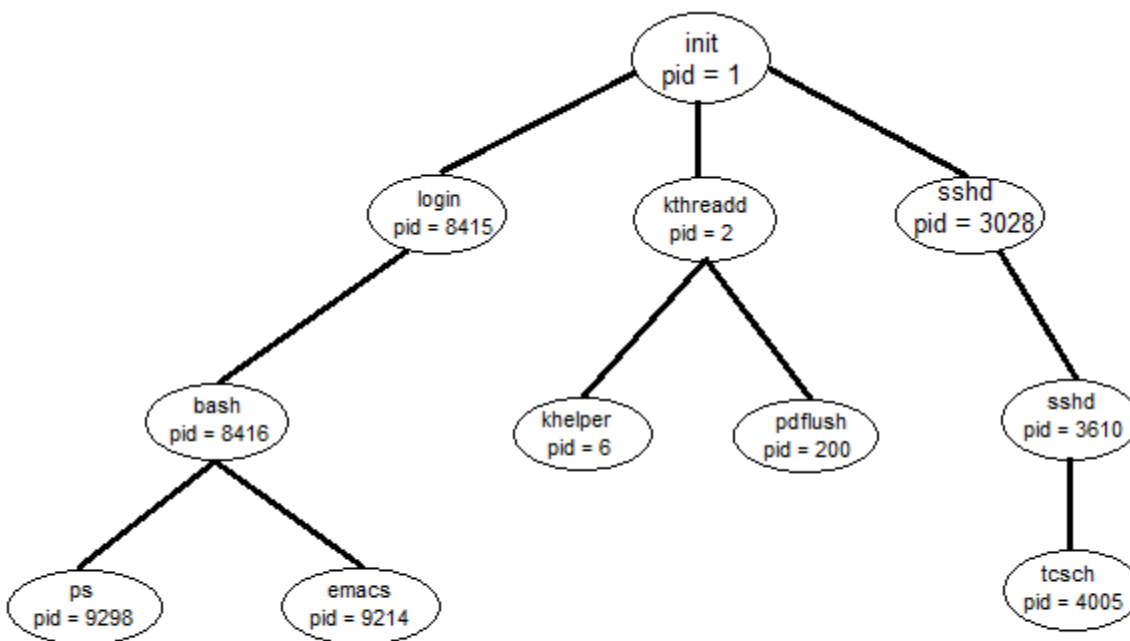 init
pid = 1
login
pid = 8415
kthreadd
pid = 2
sshd
pid = 3028
bash
pid = 8416
khelper
pid = 6
pdflush
pid = 200
sshd
pid = 3610
ps
pid = 9298
emacs
pid = 9214
tcsch
pid = 4005